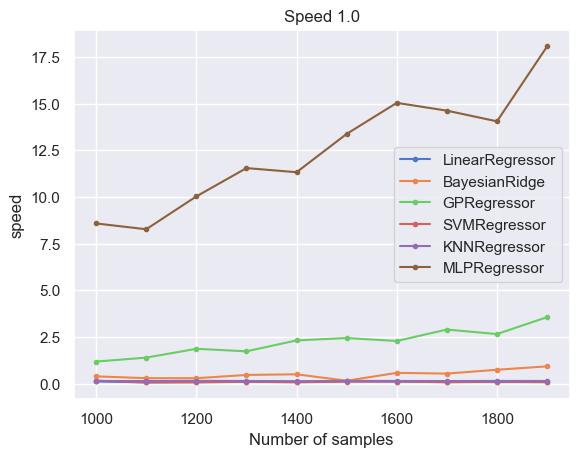 Speed 1.0
speed
17.5
15.0
12.5
10.0
7.5
5.0
2.5
0.0
LinearRegressor
BayesianRidge
GPRegressor
SVMRegressor
KNNRegressor
MLPRegressor
1000 1200 1400 1600 1800
Number of samples